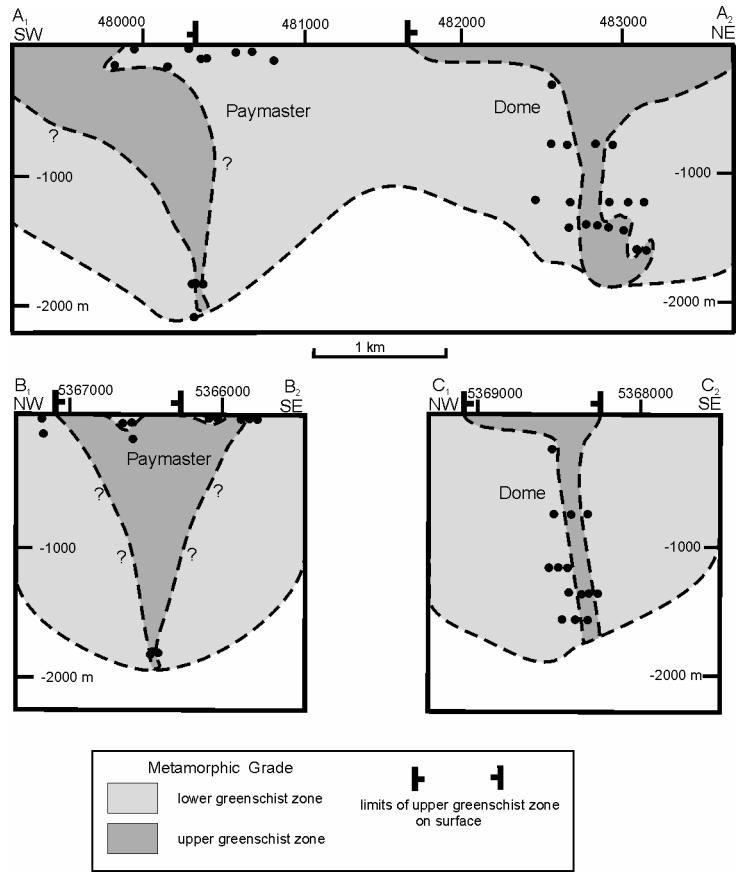 A1 480000 481000 482000 483000 A2
SW NE
Paymaster Dome
? ?
-1000 -1000
-2000 m -2000 m
1 km
B1 5367000 5366000 B2
NW SE
Paymaster
? ?
? ?
-1000
-2000 m
C1 5369000 5368000 C2
NW SE
Dome
-1000
-2000 m
Metamorphic Grade
lower greenschist zone
upper greenschist zone
limits of upper greenschist zone
on surface